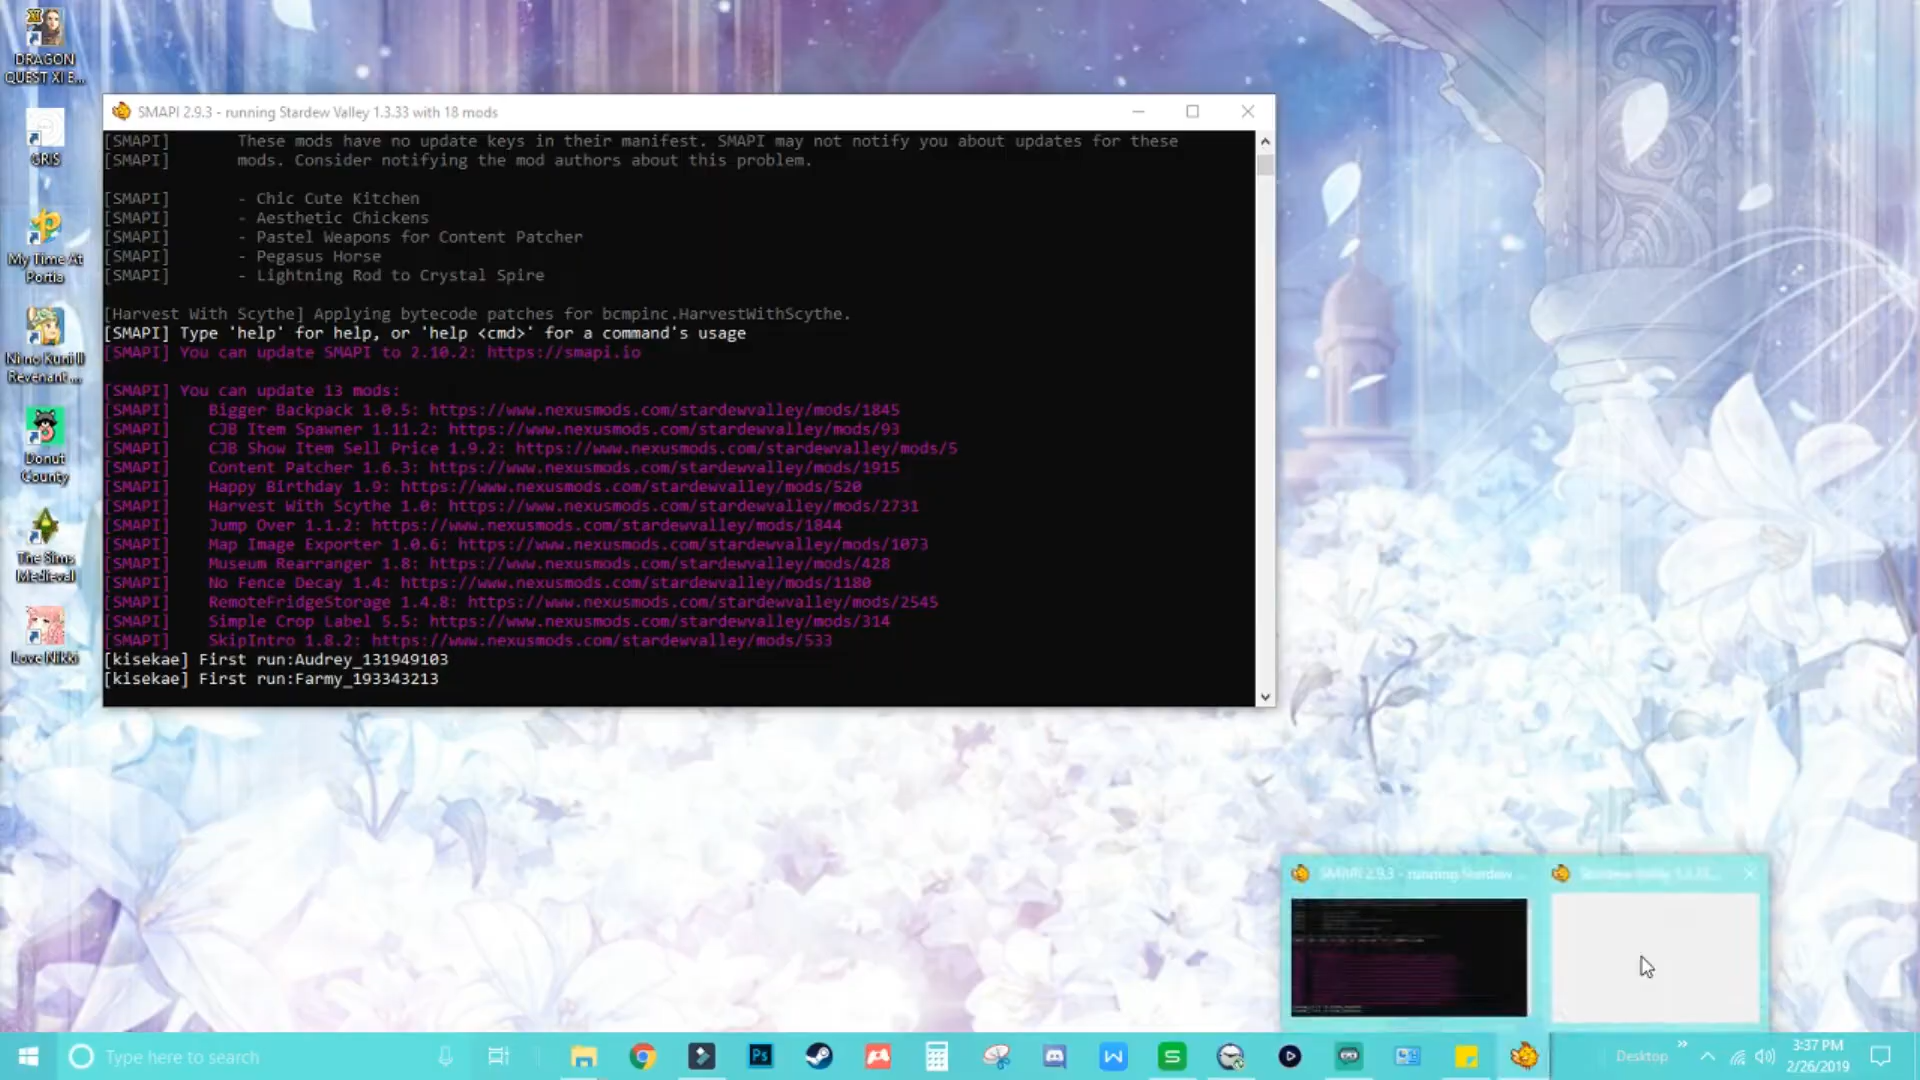 DRAGON
QUEST XI E...
GRIS
My Time At
Portia
Ni no Kuni II
Revenant ...
Donut
County
The Sims
Medieval
Love Nikki
SMAPI 2.9.3 - running Stardew Valley 1.3.33 with 18 mods
[SMAPI] These mods have no update keys in their manifest. SMAPI may not notify you about updates for these
[SMAPI] mods. Consider notifying the mod authors about this problem.
[SMAPI] - Chic Cute Kitchen
[SMAPI] - Aesthetic Chickens
[SMAPI] - Pastel Weapons for Content Patcher
[SMAPI] - Pegasus Horse
[SMAPI] - Lightning Rod to Crystal Spire
[Harvest With Scythe] Applying bytecode patches for bcmpinc.HarvestWithScythe.
[SMAPI] Type 'help' for help, or 'help <cmd>' for a command's usage
[SMAPI] You can update SMAPI to 2.10.2: https://smapi.io
[SMAPI] You can update 13 mods:
[SMAPI] Bigger Backpack 1.0.5: https://www.nexusmods.com/stardewvalley/mods/1845
[SMAPI] CJB Item Spawner 1.11.2: https://www.nexusmods.com/stardewvalley/mods/93
[SMAPI] CJB Show Item Sell Price 1.9.2: https://www.nexusmods.com/stardewvalley/mods/5
[SMAPI] Content Patcher 1.6.3: https://www.nexusmods.com/stardewvalley/mods/1915
[SMAPI] Happy Birthday 1.9: https://www.nexusmods.com/stardewvalley/mods/520
[SMAPI] Harvest With Scythe 1.0: https://www.nexusmods.com/stardewvalley/mods/2731
[SMAPI] Jump Over 1.1.2: https://www.nexusmods.com/stardewvalley/mods/1844
[SMAPI] Map Image Exporter 1.0.6: https://www.nexusmods.com/stardewvalley/mods/1073
[SMAPI] Museum Rearranger 1.8: https://www.nexusmods.com/stardewvalley/mods/428
[SMAPI] No Fence Decay 1.4: https://www.nexusmods.com/stardewvalley/mods/1180
[SMAPI] RemoteFridgeStorage 1.4.8: https://www.nexusmods.com/stardewvalley/mods/2545
[SMAPI] Simple Crop Label 5.5: https://www.nexusmods.com/stardewvalley/mods/314
[SMAPI] SkipIntro 1.8.2: https://www.nexusmods.com/stardewvalley/mods/533
[kisekae] First run:Audrey_131949103
[kisekae] First run:Farmy_193343213
SMAPI 2.9.3 - running Stardew ...
Stardew Valley 1.3.33...
Type here to search
Ps
W
S
Desktop
3:37 PM
2/26/2019